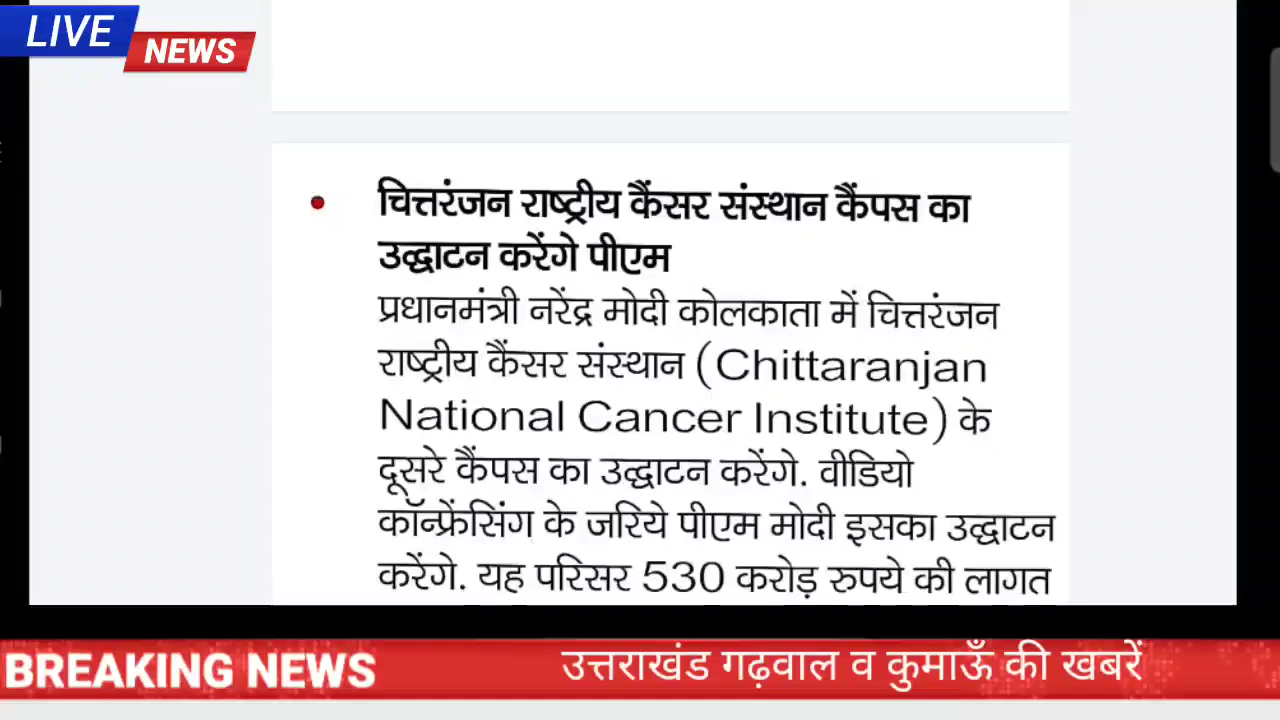 LIVE
NEWS
चित्तरंजन राष्ट्रीय कैंसर संस्थान कैंपस का
उद्घाटन करेंगे पीएम
प्रधानमंत्री नरेंद्र मोदी कोलकाता में चित्तरंजन
राष्ट्रीय कैंसर संस्थान (Chittaranjan
National Cancer Institute) के
दूसरे कैंपस का उद्घाटन करेंगे. वीडियो
कॉन्फ्रेंसिंग के जरिये पीएम मोदी इसका उद्घाटन
करेंगे. यह परिसर 530 करोड़ रुपये की लागत
BREAKING NEWS
उत्तराखंड गढ़वाल व कुमाऊँ की खबरें